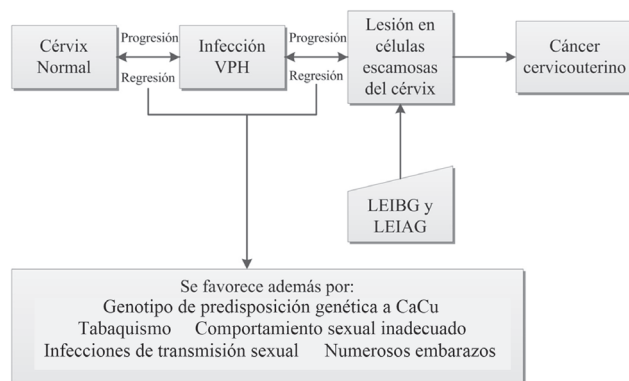 Cérvix
Normal
Progresión
Regresión
Infección
VPH
Progresión
Regresión
Lesión en
células
escamosas
del cérvix
Cáncer
cervicouterino
LEIBG y
LEIAG
Se favorece además por:
Genotipo de predisposición genética a CaCu
Tabaquismo    Comportamiento sexual inadecuado
Infecciones de transmisión sexual    Numerosos embarazos